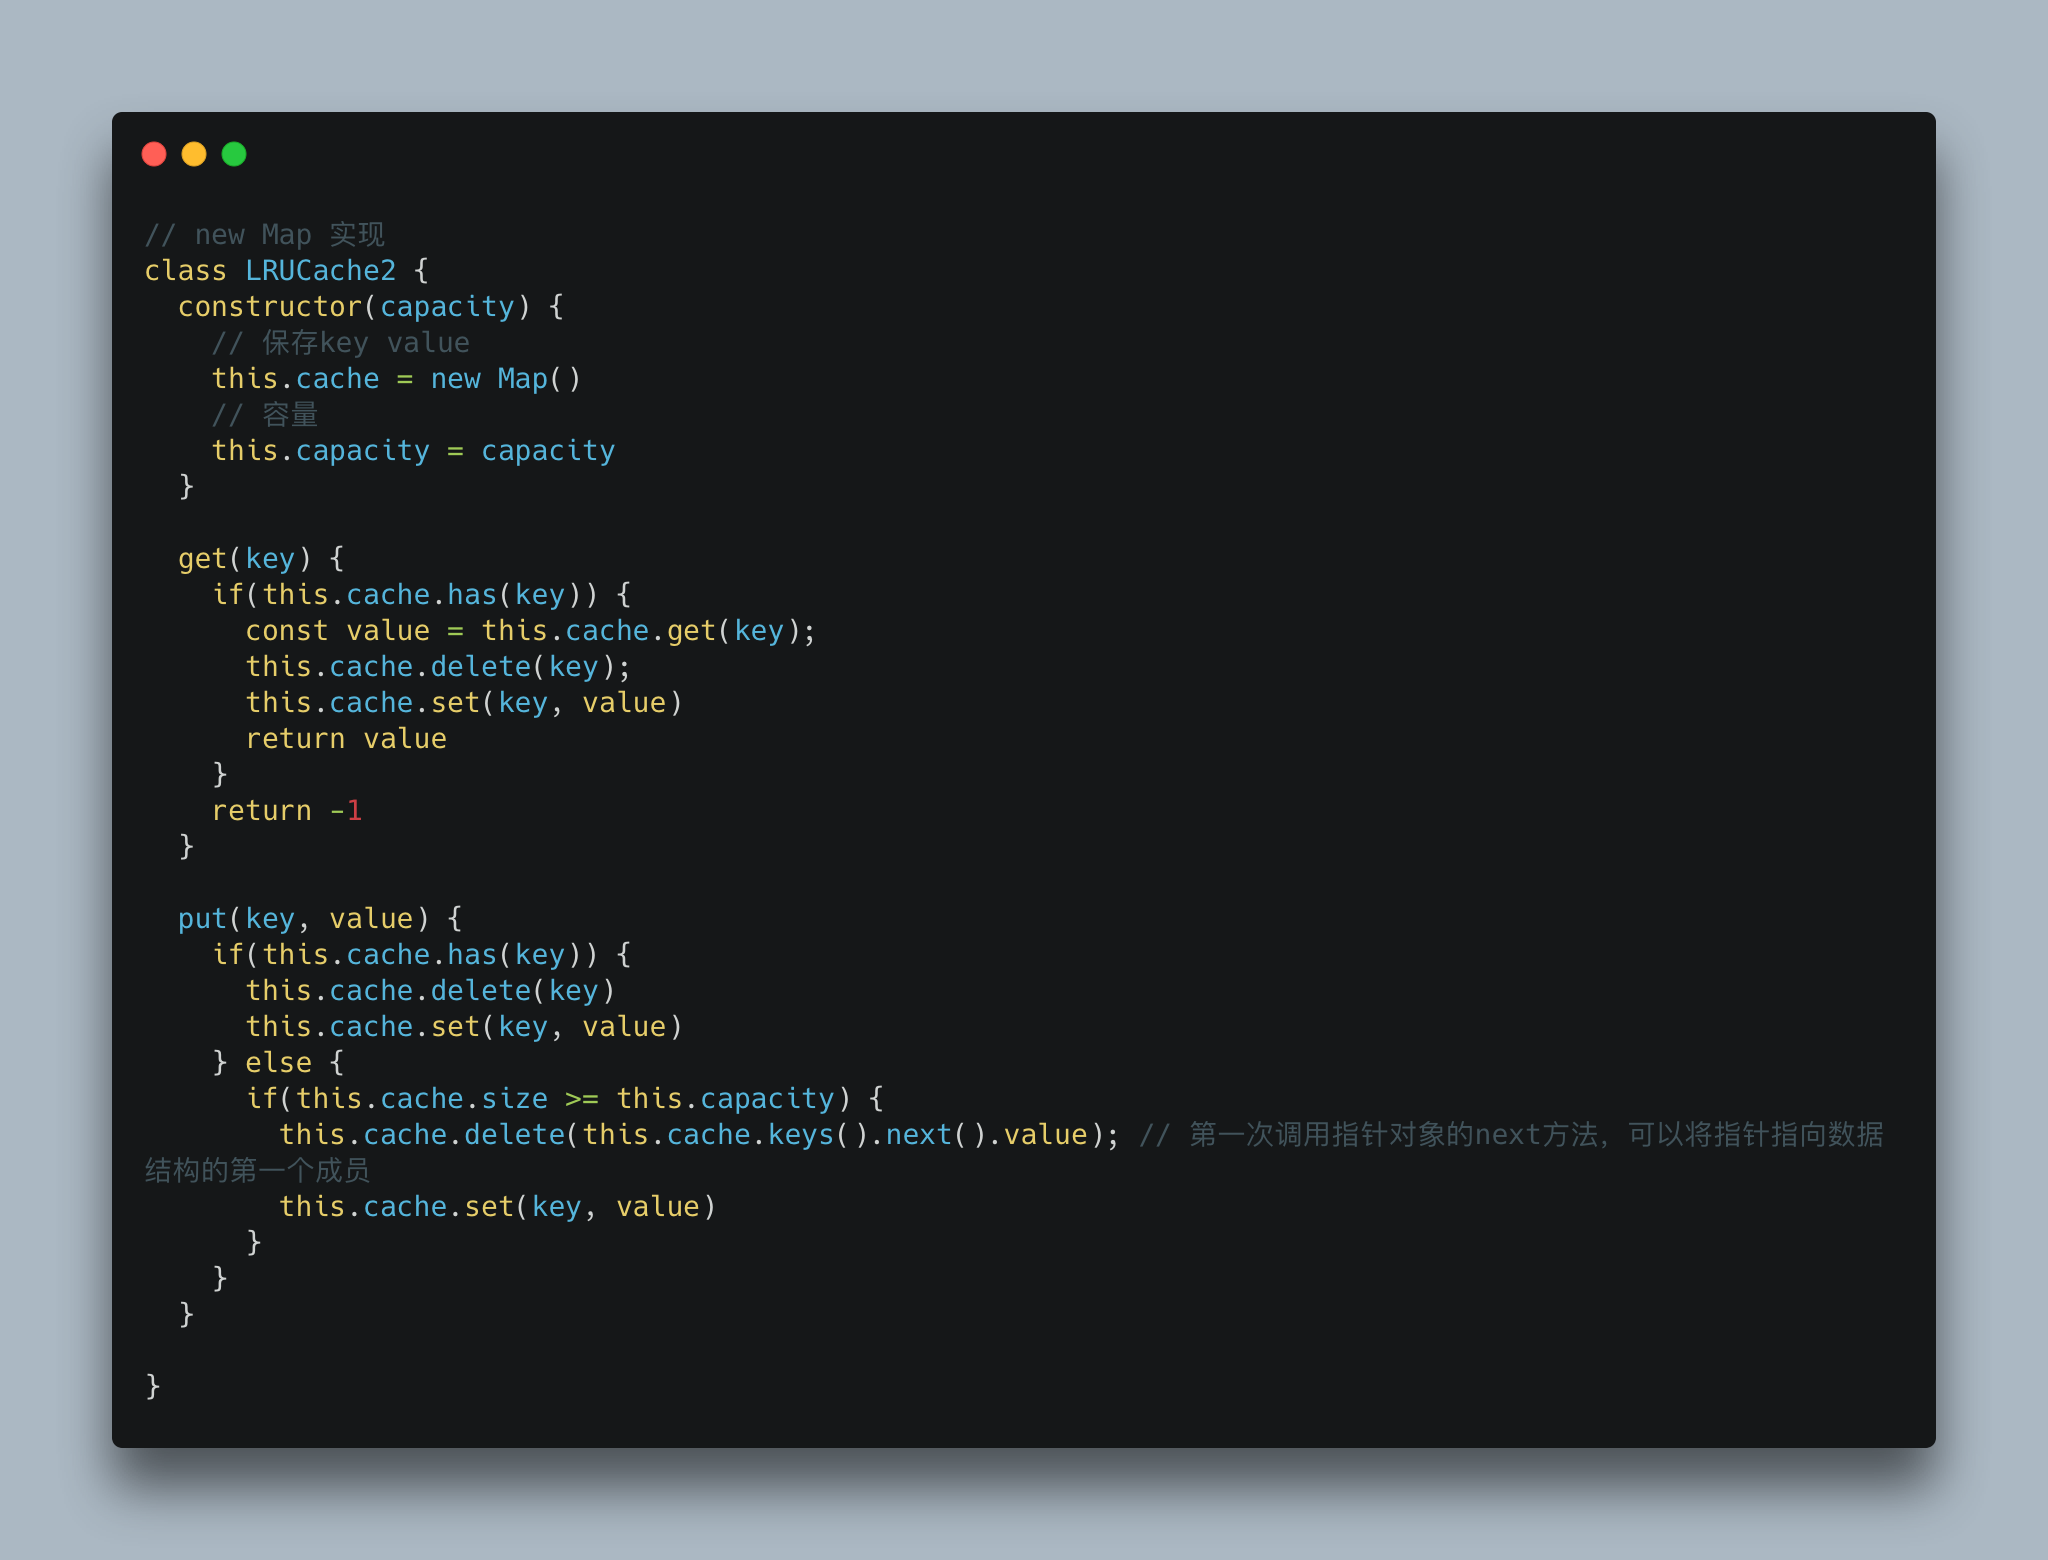 // new Map 实现
class LRUCache2 {
  constructor(capacity) {
    // 保存key value
    this.cache = new Map()
    // 容量
    this.capacity = capacity
  }

  get(key) {
    if(this.cache.has(key)) {
      const value = this.cache.get(key);
      this.cache.delete(key);
      this.cache.set(key, value)
      return value
    }
    return -1
  }

  put(key, value) {
    if(this.cache.has(key)) {
      this.cache.delete(key)
      this.cache.set(key, value)
    } else {
      if(this.cache.size >= this.capacity) {
        this.cache.delete(this.cache.keys().next().value); // 第一次调用指针对象的next方法，可以将指针指向数据
结构的第一个成员
        this.cache.set(key, value)
      }
    }
  }

}